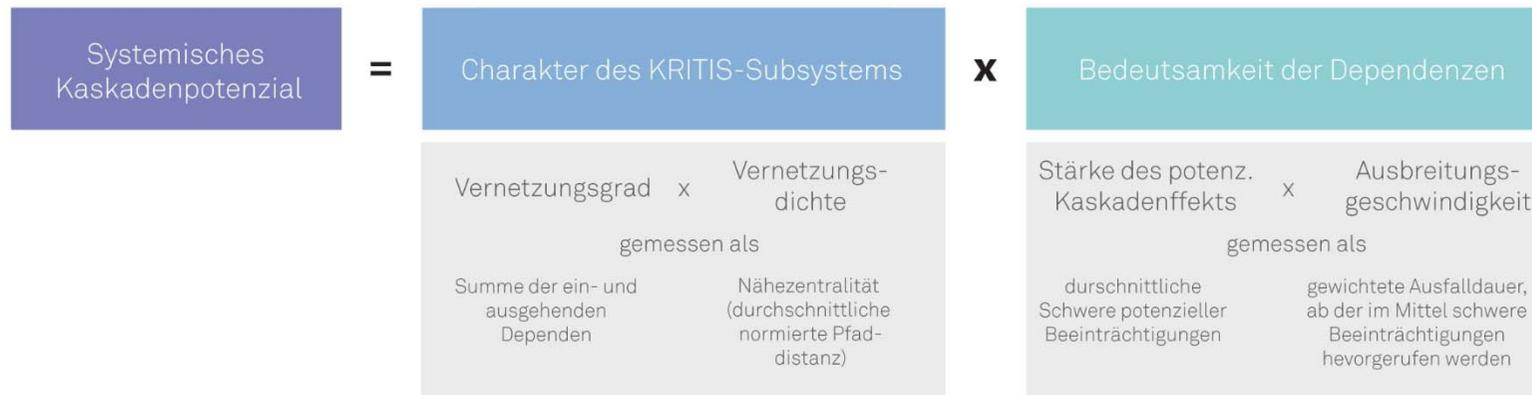 Systemisches
Kaskadenpotenzial
=
Charakter des KRITIS-Subsystems
x
Bedeutsamkeit der Dependenzen
Vernetzungsgrad x Vernetzungs-
dichte
gemessen als
Summe der ein- und
ausgehenden
Dependen
Nähezentralität
(durchschnittliche
normierte Pfad-
distanz)
Stärke des potenz.
Kaskadenffekts
x
Ausbreitungs-
geschwindigkeit
gemessen als
durschnittliche
Schwere potenzieller
Beeinträchtigungen
gewichtete Ausfalldauer,
ab der im Mittel schwere
Beeinträchtigungen
hevorgerufen werden